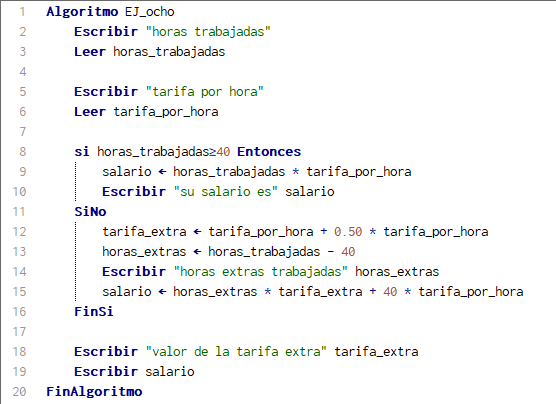 1 Algoritmo EJ_ocho
2 Escribir "horas trabajadas"
3 Leer horas_trabajadas
4
5 Escribir "tarifa por hora"
6 Leer tarifa_por_hora
7
8 si horas_trabajadas≥40 Entonces
9 salario ← horas_trabajadas * tarifa_por_hora
10 Escribir "su salario es" salario
11 SiNo
12 tarifa_extra ← tarifa_por_hora + 0.50 * tarifa_por_hora
13 horas_extras ← horas_trabajadas - 40
14 Escribir "horas extras trabajadas" horas_extras
15 salario ← horas_extras * tarifa_extra + 40 * tarifa_por_hora
16 FinSi
17
18 Escribir "valor de la tarifa extra" tarifa_extra
19 Escribir salario
20 FinAlgoritmo